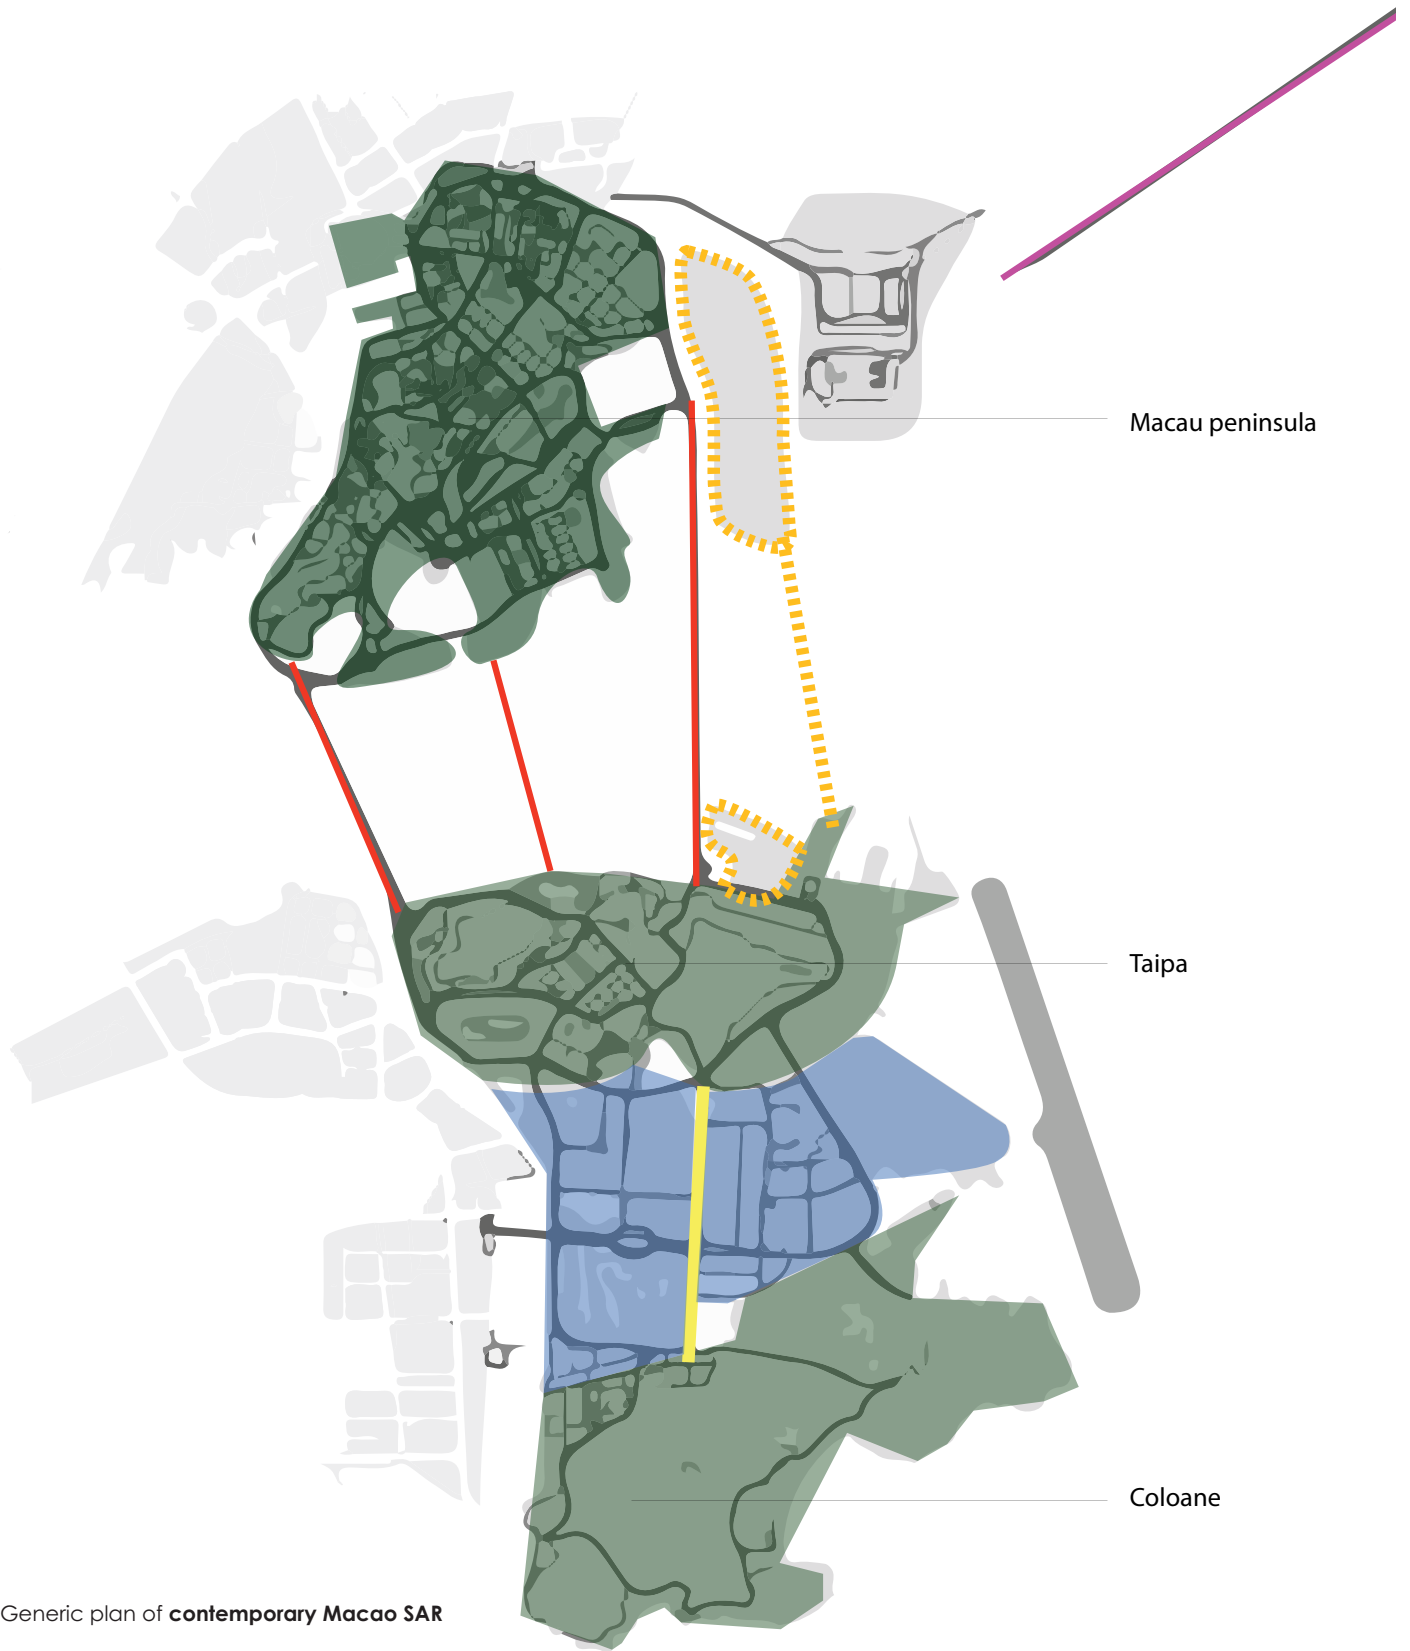 Macau peninsula
Taipa
Coloane
Generic plan of contemporary Macao SAR